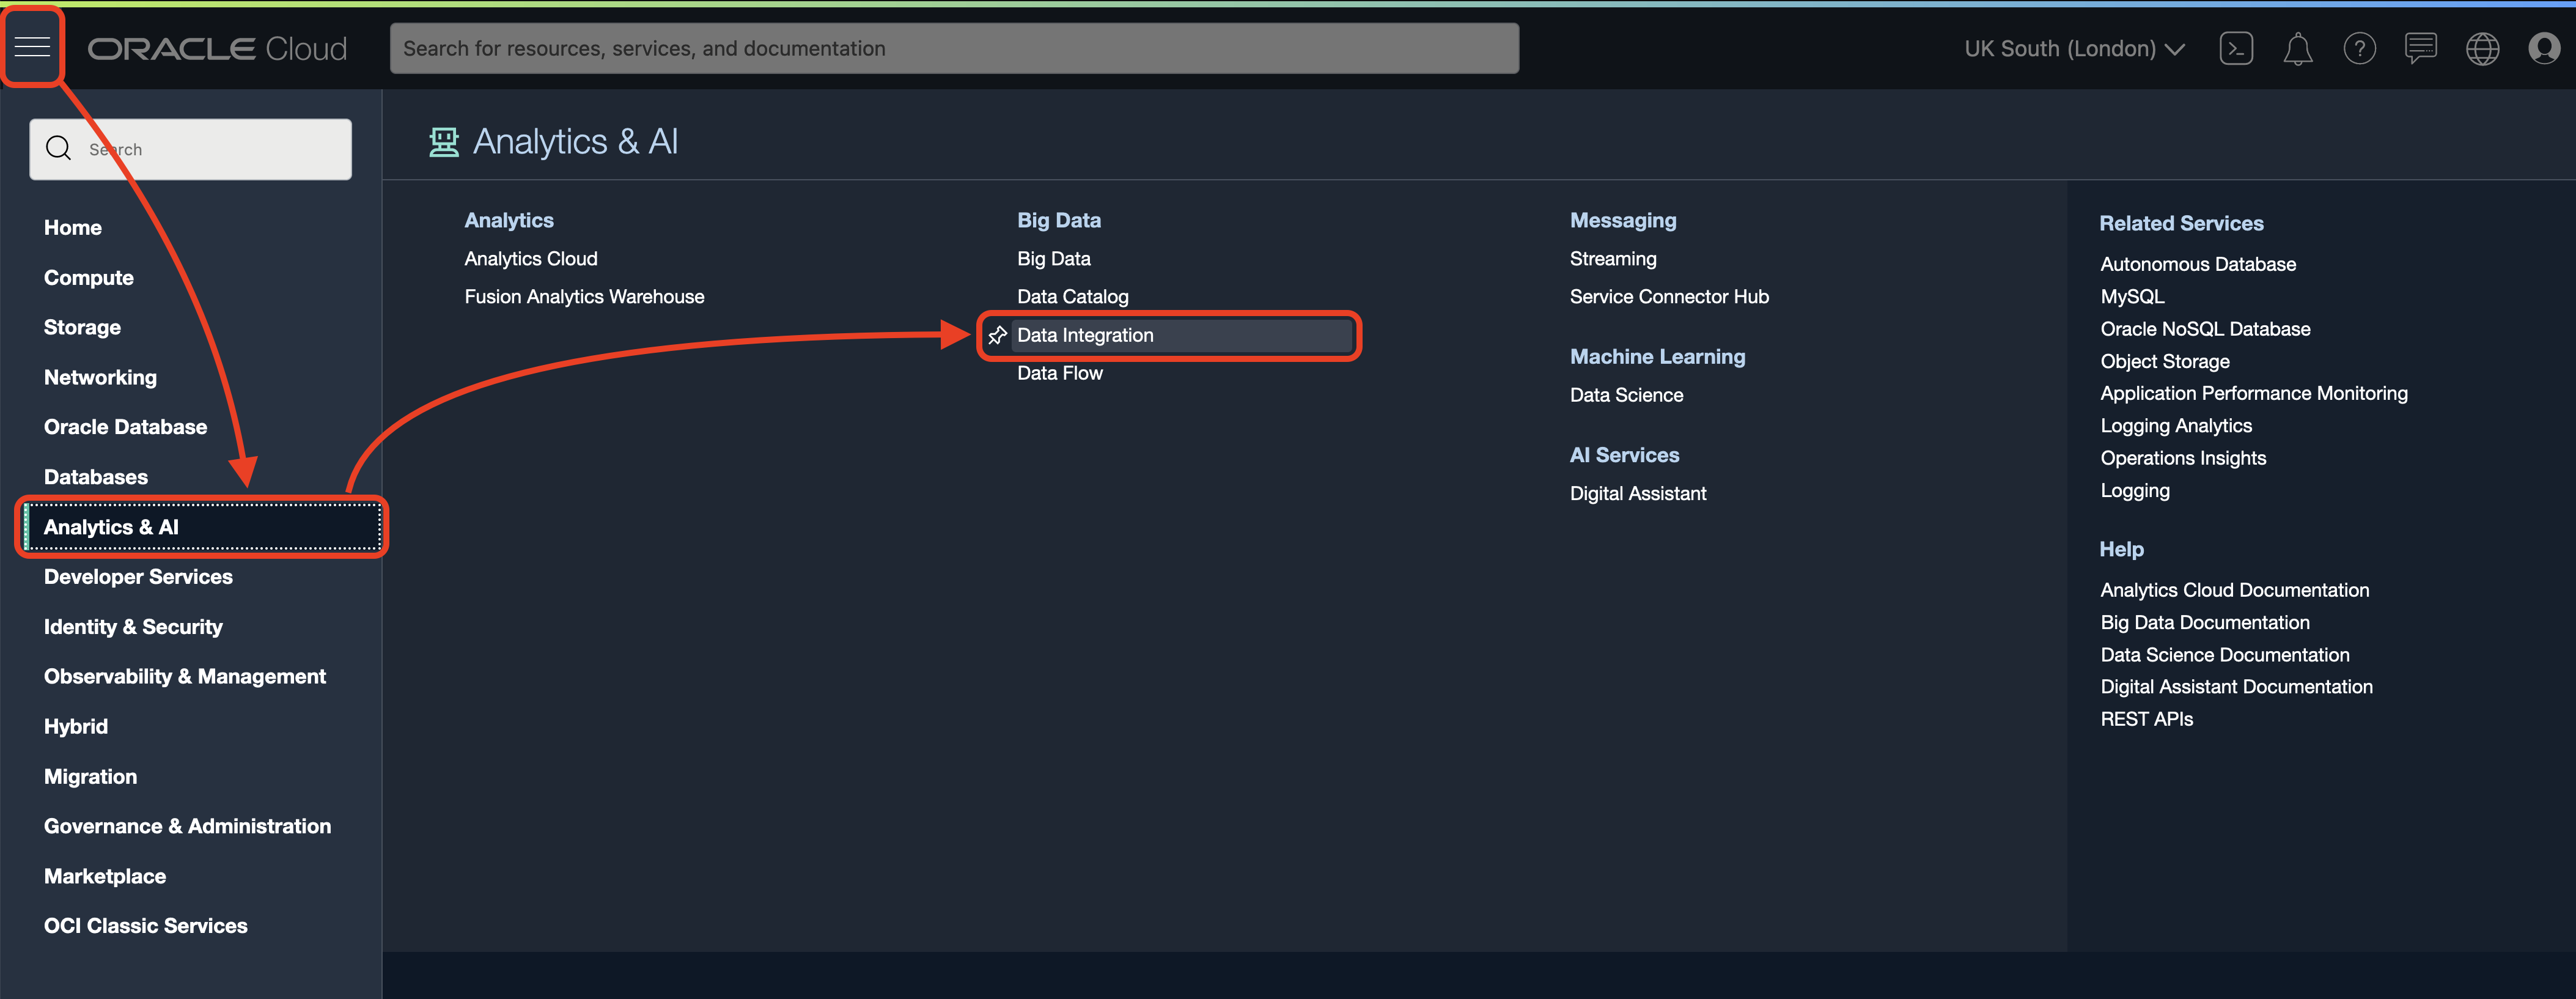 ORACLE Cloud
Search for resources, services, and documentation
UK South (London)
Search
Home
Compute
Storage
Networking
Oracle Database
Databases
Analytics & AI
Developer Services
Identity & Security
Observability & Management
Hybrid
Migration
Governance & Administration
Marketplace
OCI Classic Services
Analytics & AI
Analytics
Analytics Cloud
Fusion Analytics Warehouse
Big Data
Big Data
Data Catalog
Data Integration
Data Flow
Messaging
Streaming
Service Connector Hub
Machine Learning
Data Science
AI Services
Digital Assistant
Related Services
Autonomous Database
MySQL
Oracle NoSQL Database
Object Storage
Application Performance Monitoring
Logging Analytics
Operations Insights
Logging
Help
Analytics Cloud Documentation
Big Data Documentation
Data Science Documentation
Digital Assistant Documentation
REST APIs